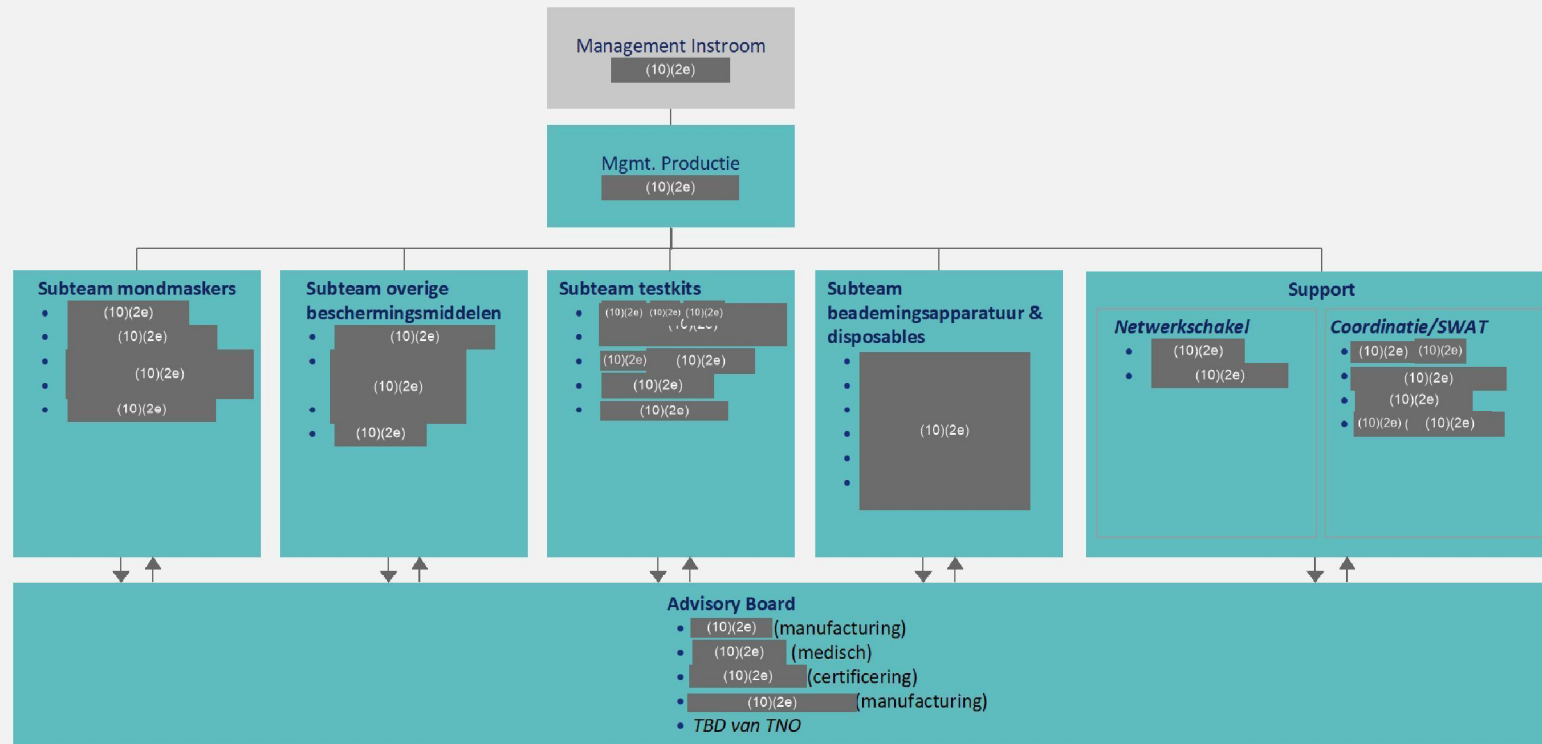 Management Instroom
(10)(2e)
Mgmt. Productie
(10)(2e)
Subteam mondmaskers
• (10)(2e)
• (10)(2e)
• (10)(2e)
•
• (10)(2e)
Subteam overige
beschermingsmiddelen
• (10)(2e)
•
(10)(2e)
•
• (10)(2e)
Subteam testkits
• (10)(2e) (10)(2e) (10)(2e)
•
• (10)(2e) (10)(2e)
• (10)(2e)
• (10)(2e)
Subteam
beademingsapparatuur &
disposables
•
•
•
(10)(2e)
•
•
•
Support
Netwerkschakel
• (10)(2e)
• (10)(2e)
Coordinatie/SWAT
• (10)(2e) (10)(2e)
• (10)(2e)
• (10)(2e)
• (10)(2e) ( (10)(2e)
Advisory Board
• (10)(2e) (manufacturing)
• (10)(2e) (medisch)
• (10)(2e) (certificering)
• (10)(2e) (manufacturing)
• TBD van TNO